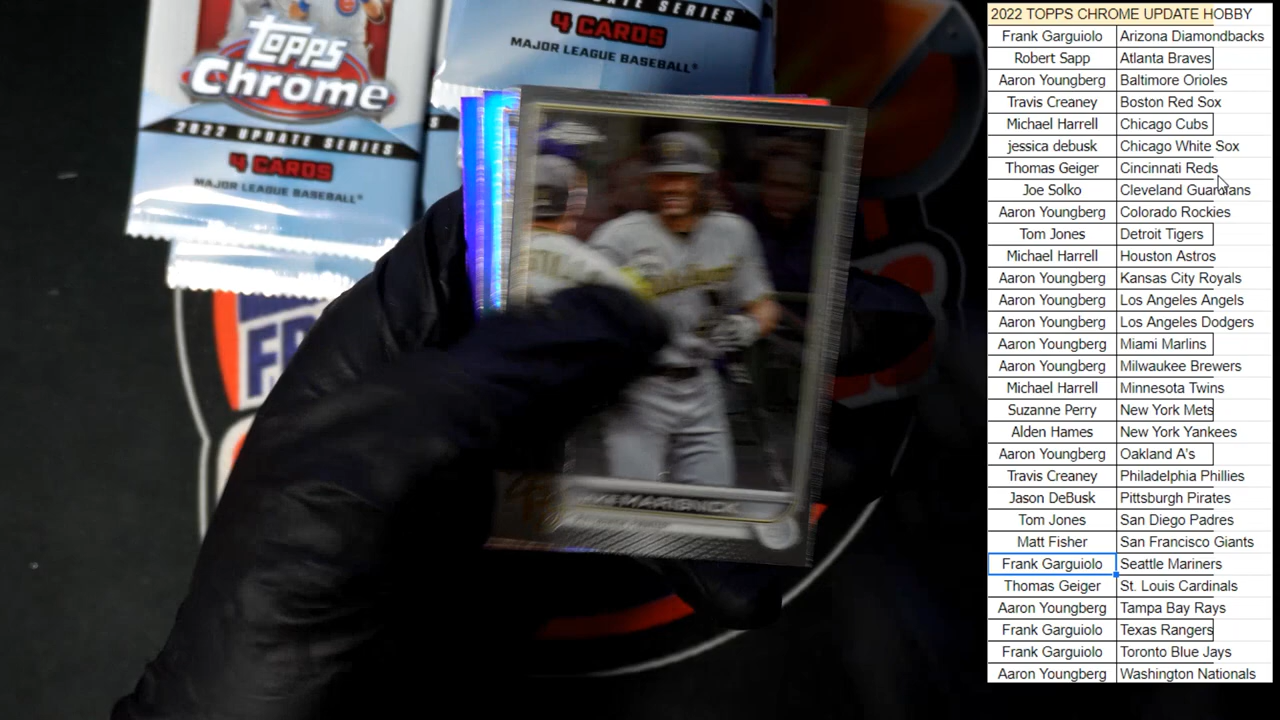 Topps
Chrome
2022 UPDATE SERIES
4 CARDS
MAJOR LEAGUE BASEBALL®
SERIES
4 CARDS
MAJOR LEAGUE BASEBALL®
2022 TOPPS CHROME UPDATE HOBBY
Frank Garguiolo Arizona Diamondbacks
Robert Sapp Atlanta Braves
Aaron Youngberg Baltimore Orioles
Travis Creaney Boston Red Sox
Michael Harrell Chicago Cubs
jessica debusk Chicago White Sox
Thomas Geiger Cincinnati Reds
Joe Solko Cleveland Guardians
Aaron Youngberg Colorado Rockies
Tom Jones Detroit Tigers
Michael Harrell Houston Astros
Aaron Youngberg Kansas City Royals
Aaron Youngberg Los Angeles Angels
Aaron Youngberg Los Angeles Dodgers
Aaron Youngberg Miami Marlins
Aaron Youngberg Milwaukee Brewers
Michael Harrell Minnesota Twins
Suzanne Perry New York Mets
Alden Hames New York Yankees
Aaron Youngberg Oakland A's
Travis Creaney Philadelphia Phillies
Jason DeBusk Pittsburgh Pirates
Tom Jones San Diego Padres
Matt Fisher San Francisco Giants
Frank Garguiolo Seattle Mariners
Thomas Geiger St. Louis Cardinals
Aaron Youngberg Tampa Bay Rays
Frank Garguiolo Texas Rangers
Frank Garguiolo Toronto Blue Jays
Aaron Youngberg Washington Nationals